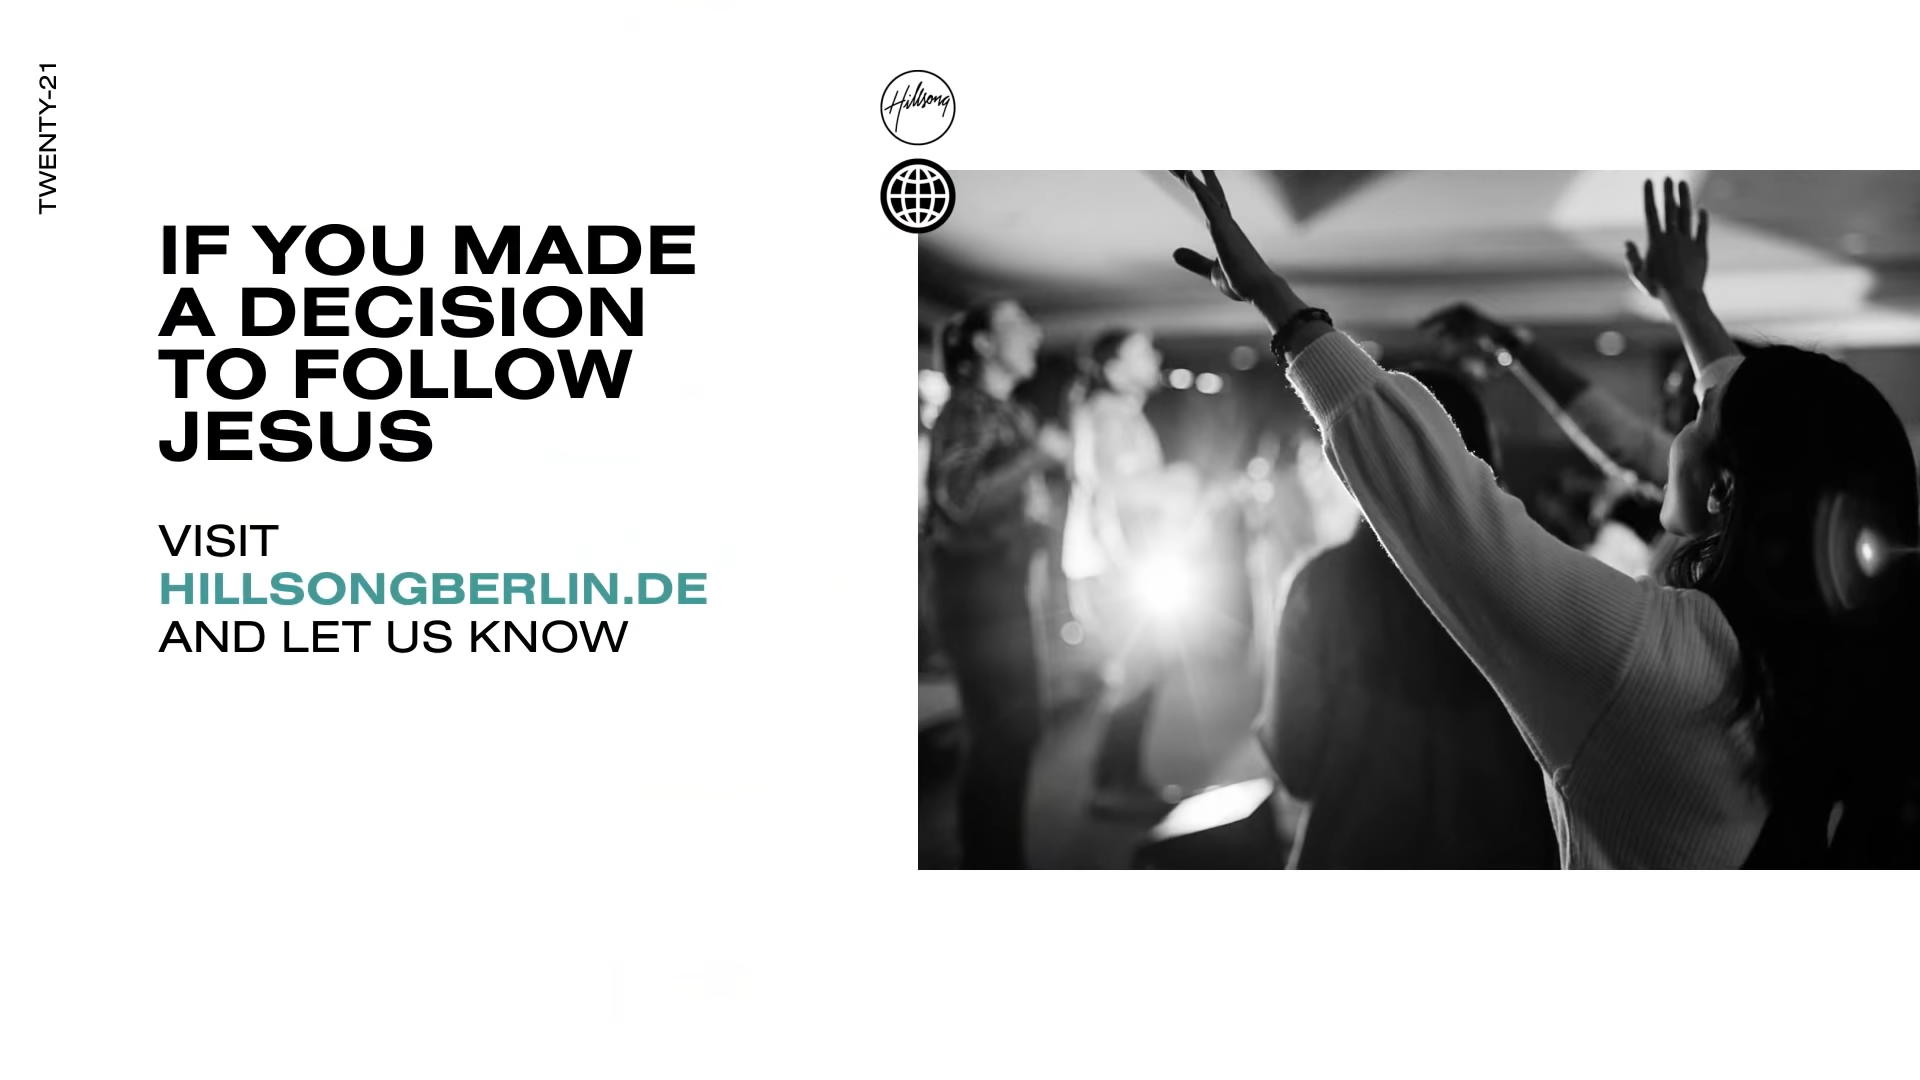 TWENTY-21
Hillsong
IF YOU MADE
A DECISION
TO FOLLOW
JESUS
VISIT
HILLSONGBERLIN.DE
AND LET US KNOW